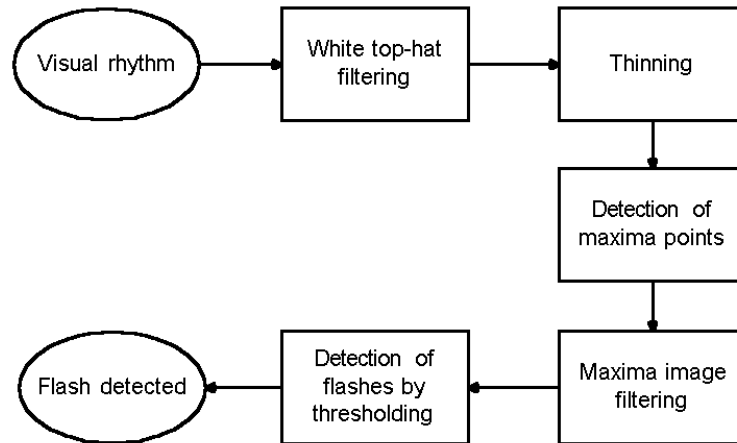 Visual rhythm
White top-hat
filtering
Thinning
Detection of
maxima points
Maxima image
filtering
Detection of
flashes by
thresholding
Flash detected